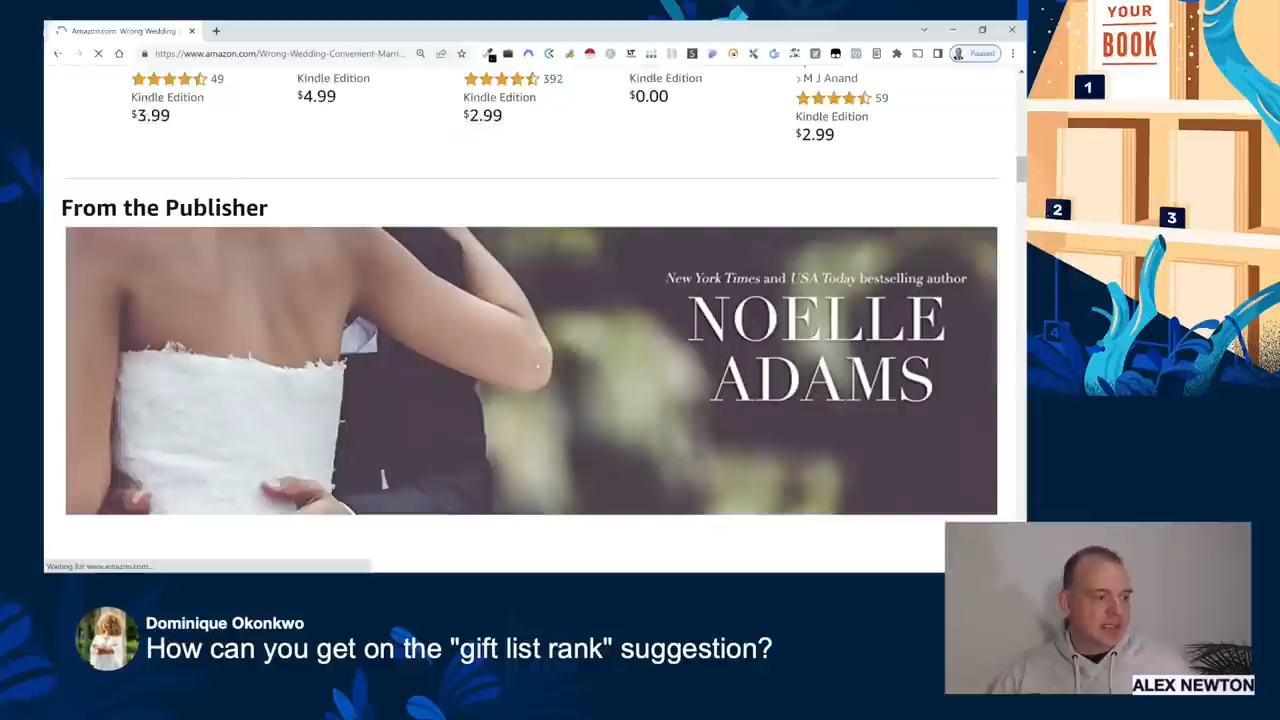 Amazon.com Wrong Wedding
https://www.amazon.com/Wrong-Wedding-Convenient-Marri...
Paused
49
Kindle Edition
$3.99
Kindle Edition
$4.99
392
Kindle Edition
$2.99
Kindle Edition
$0.00
› M J Anand
59
Kindle Edition
$2.99
From the Publisher
New York Times and USA Today bestselling author
NOELLE
ADAMS
Waiting for www.amazon.com...
YOUR
BOOK
1
2
3
4
Dominique Okonkwo
How can you get on the "gift list rank" suggestion?
ALEX NEWTON